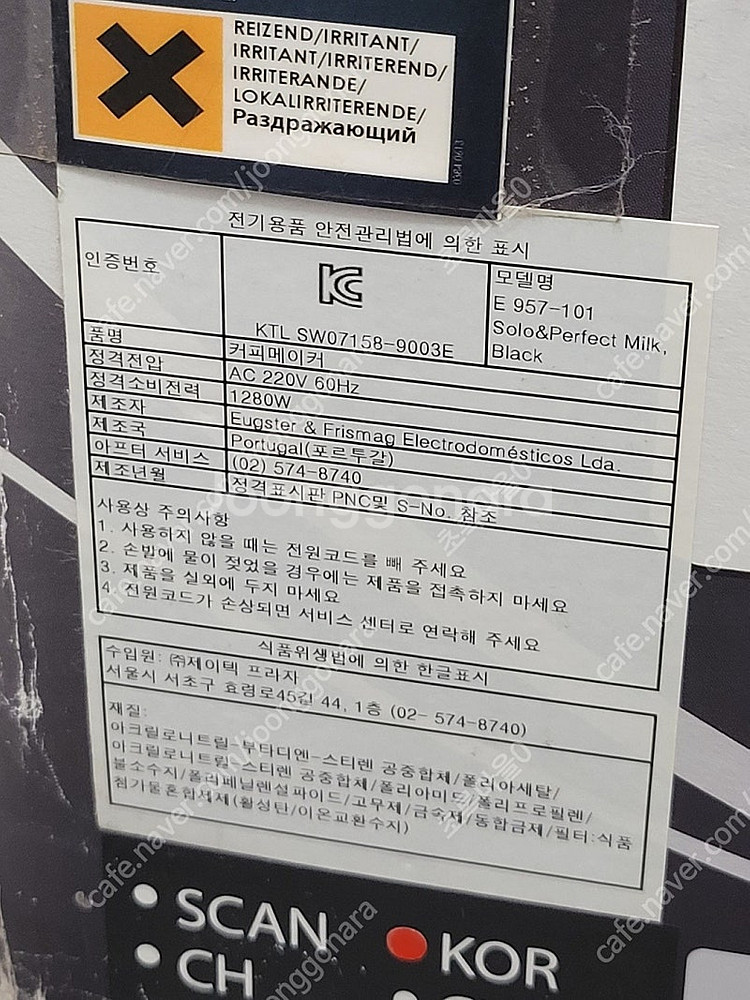 REIZEND/IRRITANT/
IRRITANT/IRRITEREND/
IRRITERANDE/
LOKALIRRITERENDE/
Раздражающий
0364 0613
전기용품 안전관리법에 의한 표시
인증번호
KTL SW07158-9003E
모델명
E 957-101
Solo&Perfect Milk,
Black
품명 커피메이커
정격전압 AC 220V 60Hz
정격소비전력 1280W
제조자 Eugster & Frismag Electrodomésticos Lda.
제조국 Portugal(포르투갈)
아프터 서비스 (02) 574-8740
제조년월 정격표시판 PNC및 S-No. 참조
사용상 주의사항
1. 사용하지 않을 때는 전원코드를 빼 주세요
2. 손발에 물이 젖었을 경우에는 제품을 접촉하지 마세요
3. 제품을 실외에 두지 마세요
4. 전원코드가 손상되면 서비스 센터로 연락해 주세요
식품위생법에 의한 한글표시
수입원: ㈜제이텍 프라자
서울시 서초구 효령로45길 44, 1층 (02- 574-8740)
재질:
아크릴로니트릴-부타디엔-스티렌 공중합체/폴리아세탈/
아크릴로니트릴-스티렌 공중합체/폴리아미드/폴리프로필렌/
불소수지/폴리페닐렌설파이드/고무제/금속제/동합금제/필터:식품
첨가물혼합세제(활성탄/이온교환수지)
SCAN
KOR
CH
joonggonara
cafe.naver.com/joonggonara